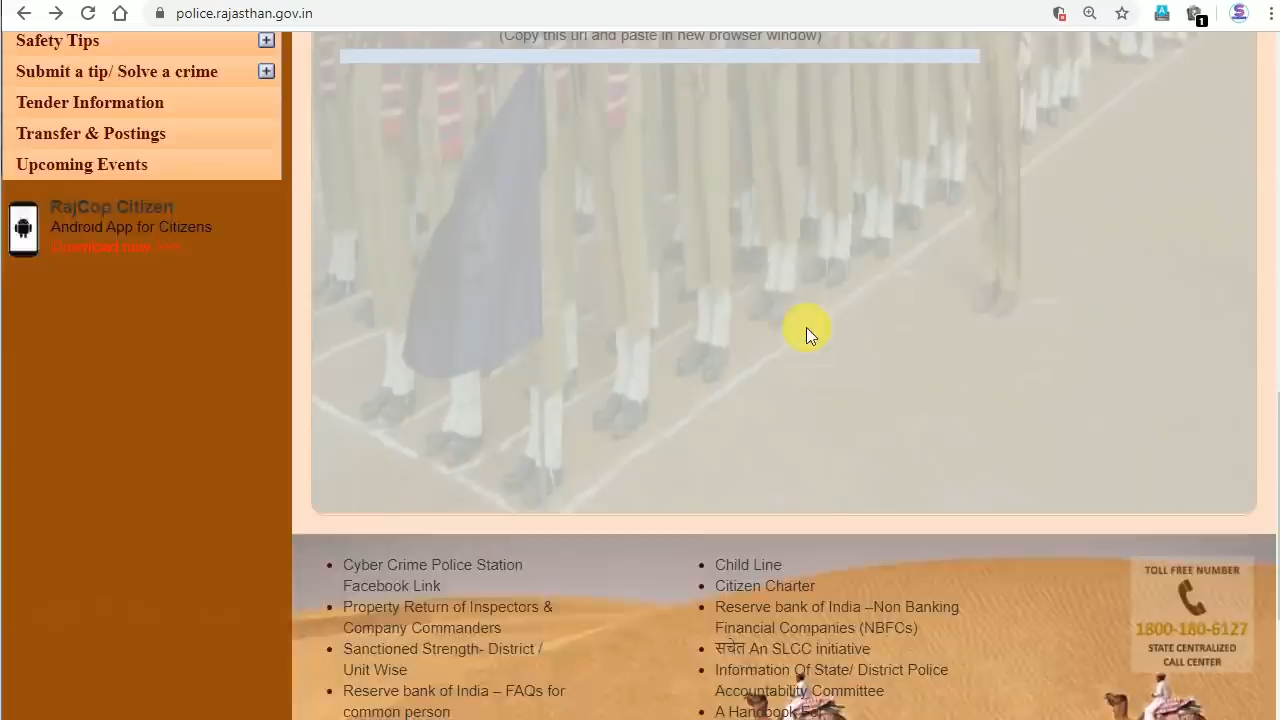 police.rajasthan.gov.in
1
Safety Tips
Submit a tip/ Solve a crime
Tender Information
Transfer & Postings
Upcoming Events
RajCop Citizen
Android App for Citizens
Download now >>>
(Copy this url and paste in new browser window)
Cyber Crime Police Station
Facebook Link
Property Return of Inspectors &
Company Commanders
Sanctioned Strength- District /
Unit Wise
Reserve bank of India – FAQs for
common person
Child Line
Citizen Charter
Reserve bank of India –Non Banking
Financial Companies (NBFCs)
सचेत An SLCC initiative
Information Of State/ District Police
Accountability Committee
A Handbook For
TOLL FREE NUMBER
1800-180-6127
STATE CENTRALIZED
CALL CENTER